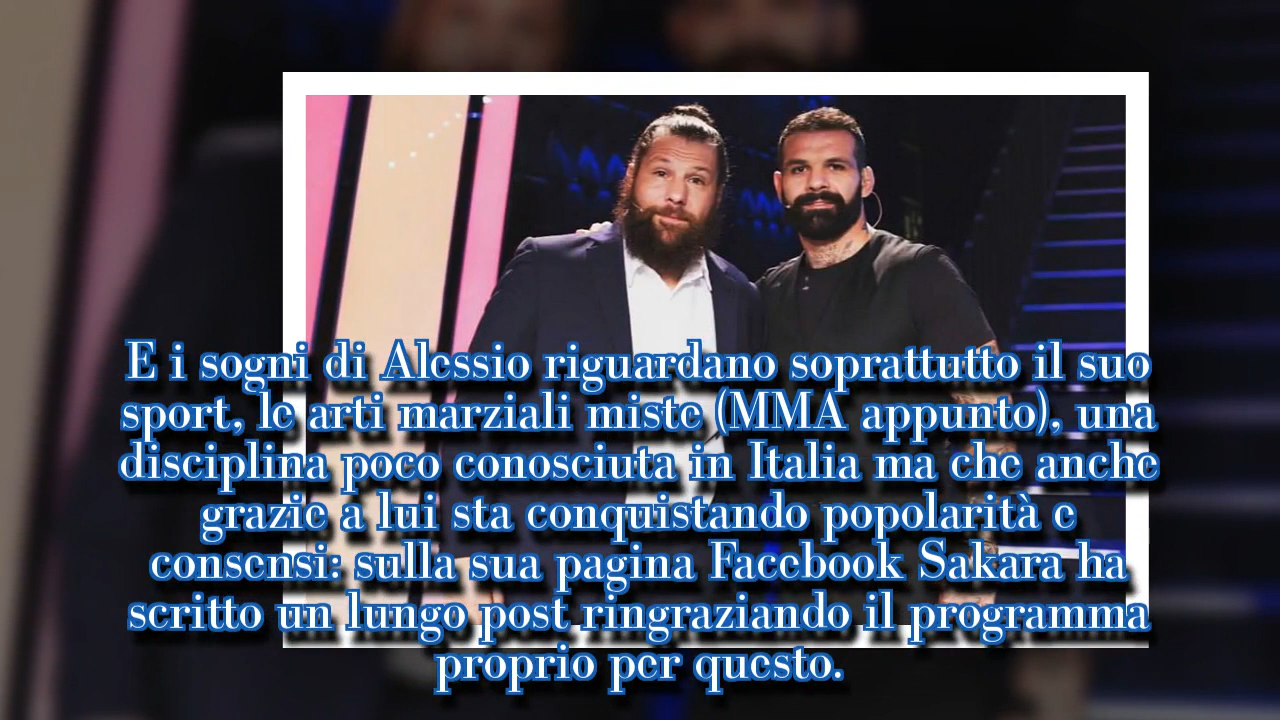 E i sogni di Alessio riguardano soprattutto il suo
sport, le arti marziali miste (MMA appunto), una
disciplina poco conosciuta in Italia ma che anche
grazie a lui sta conquistando popolarità e
consensi: sulla sua pagina Facebook Sakara ha
scritto un lungo post ringraziando il programma
proprio per questo.